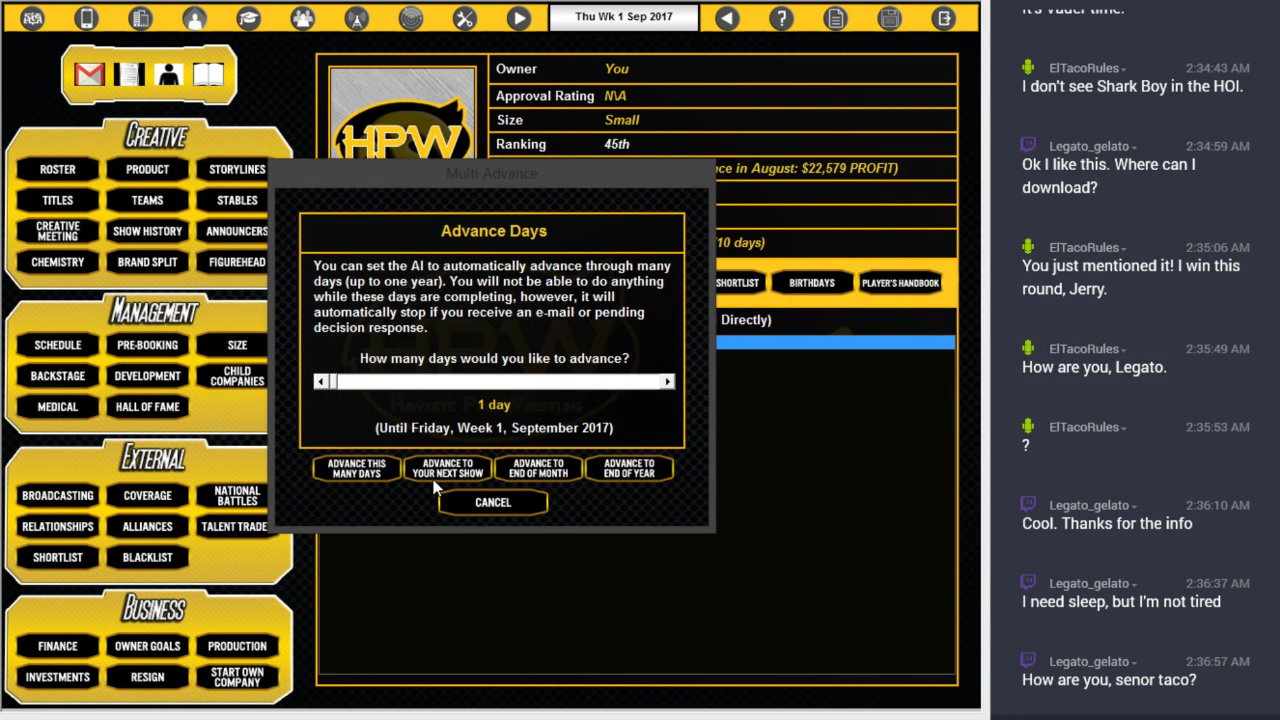 Thu Wk 1 Sep 2017
?
CREATIVE
ROSTER
PRODUCT
STORYLINES
TITLES
TEAMS
STABLES
CREATIVE
MEETING
SHOW HISTORY
ANNOUNCERS
CHEMISTRY
BRAND SPLIT
FIGUREHEAD
MANAGEMENT
SCHEDULE
PRE-BOOKING
SIZE
BACKSTAGE
DEVELOPMENT
CHILD
COMPANIES
MEDICAL
HALL OF FAME
EXTERNAL
BROADCASTING
COVERAGE
NATIONAL
BATTLES
RELATIONSHIPS
ALLIANCES
TALENT TRADE
SHORTLIST
BLACKLIST
BUSINESS
FINANCE
OWNER GOALS
PRODUCTION
INVESTMENTS
RESIGN
START OWN
COMPANY
HPW
Owner You
Approval Rating N\A
Size Small
Ranking 45th
ce in August: $22,579 PROFIT)
10 days)
SHORTLIST
BIRTHDAYS
PLAYER'S HANDBOOK
Directly)
Multi Advance
Advance Days
You can set the AI to automatically advance through many
days (up to one year). You will not be able to do anything
while these days are completing, however, it will
automatically stop if you receive an e-mail or pending
decision response.
How many days would you like to advance?
1 day
(Until Friday, Week 1, September 2017)
ADVANCE THIS
MANY DAYS
ADVANCE TO
YOUR NEXT SHOW
ADVANCE TO
END OF MONTH
ADVANCE TO
END OF YEAR
CANCEL
It's Vader time.
ElTacoRules 2:34:43 AM
I don't see Shark Boy in the HOI.
Legato_gelato 2:34:59 AM
Ok I like this. Where can I
download?
ElTacoRules 2:35:06 AM
You just mentioned it! I win this
round, Jerry.
ElTacoRules 2:35:49 AM
How are you, Legato.
ElTacoRules 2:35:53 AM
?
Legato_gelato 2:36:10 AM
Cool. Thanks for the info
Legato_gelato 2:36:37 AM
I need sleep, but I'm not tired
Legato_gelato 2:36:57 AM
How are you, senor taco?